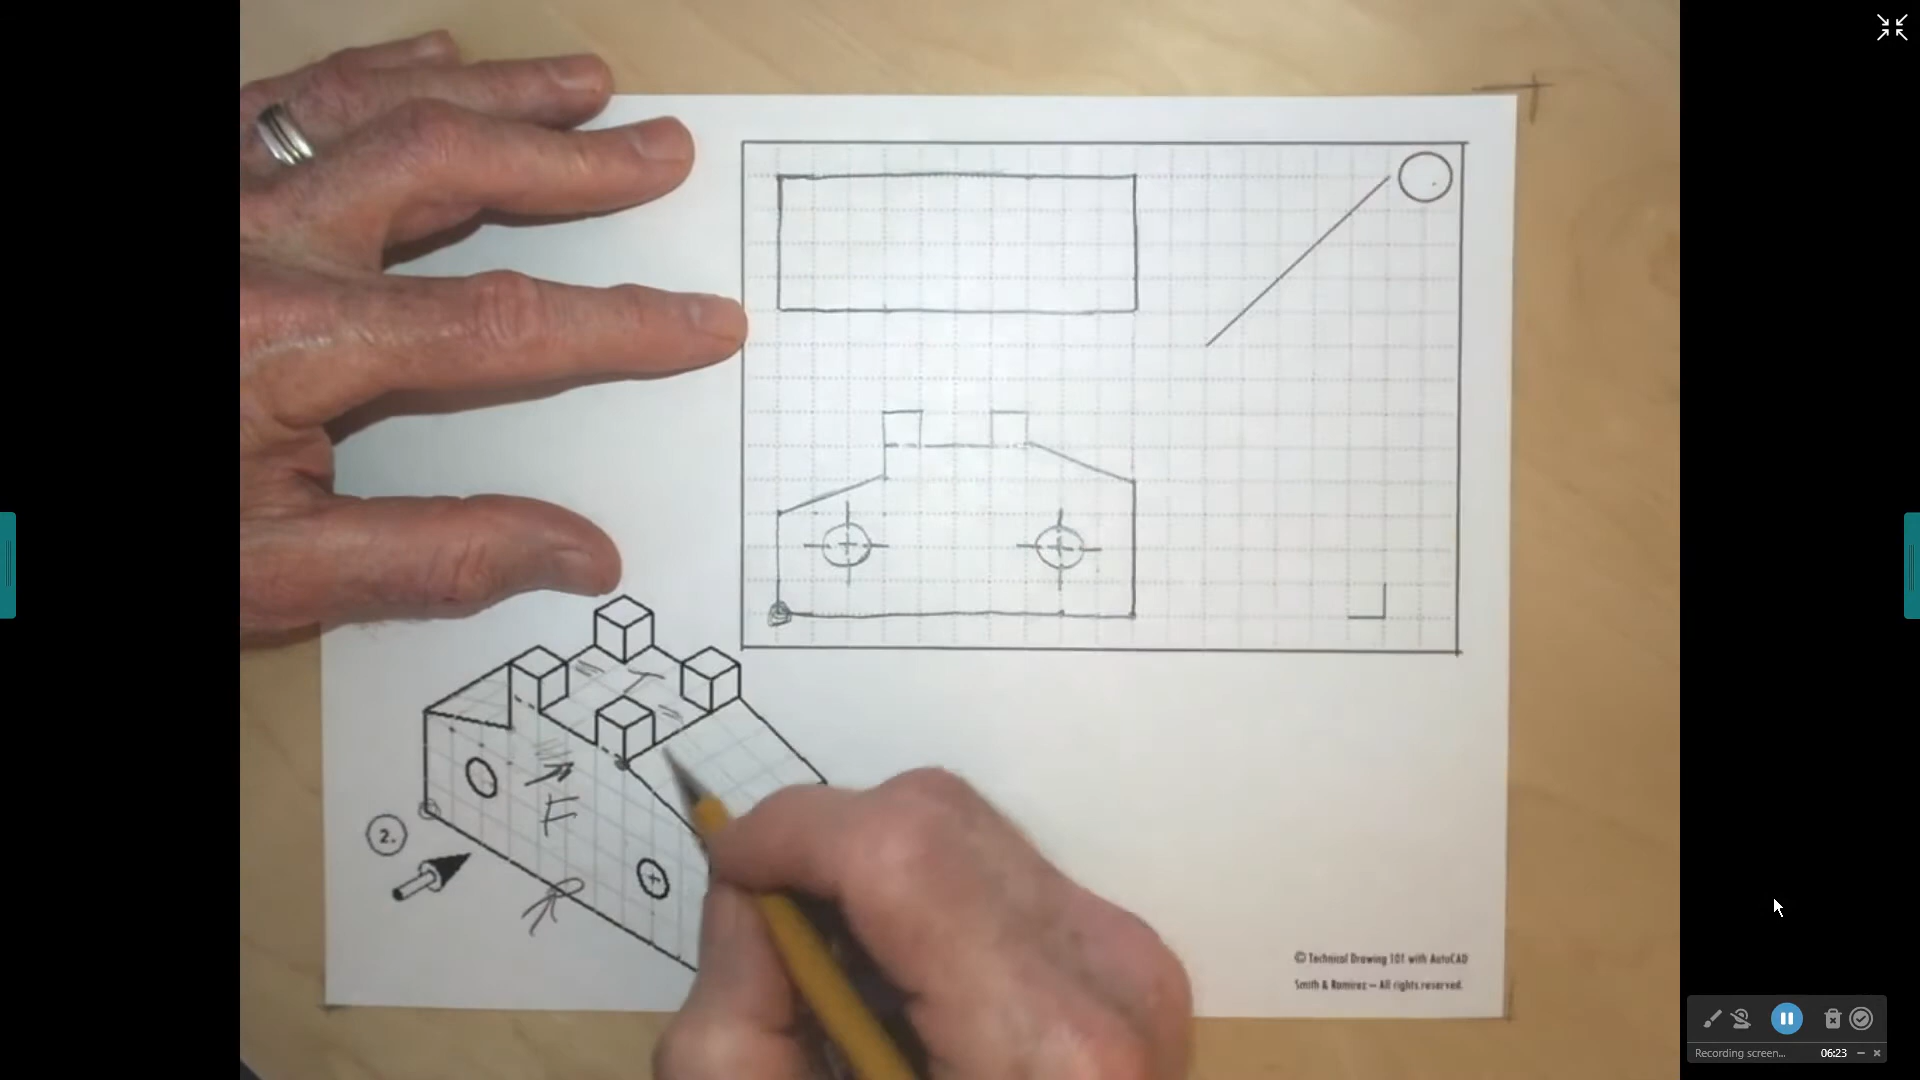 T
F
2.
© Technical Drawing 101 with AutoCAD
Smith & Ramirez – All rights reserved.
Recording screen... 06:23